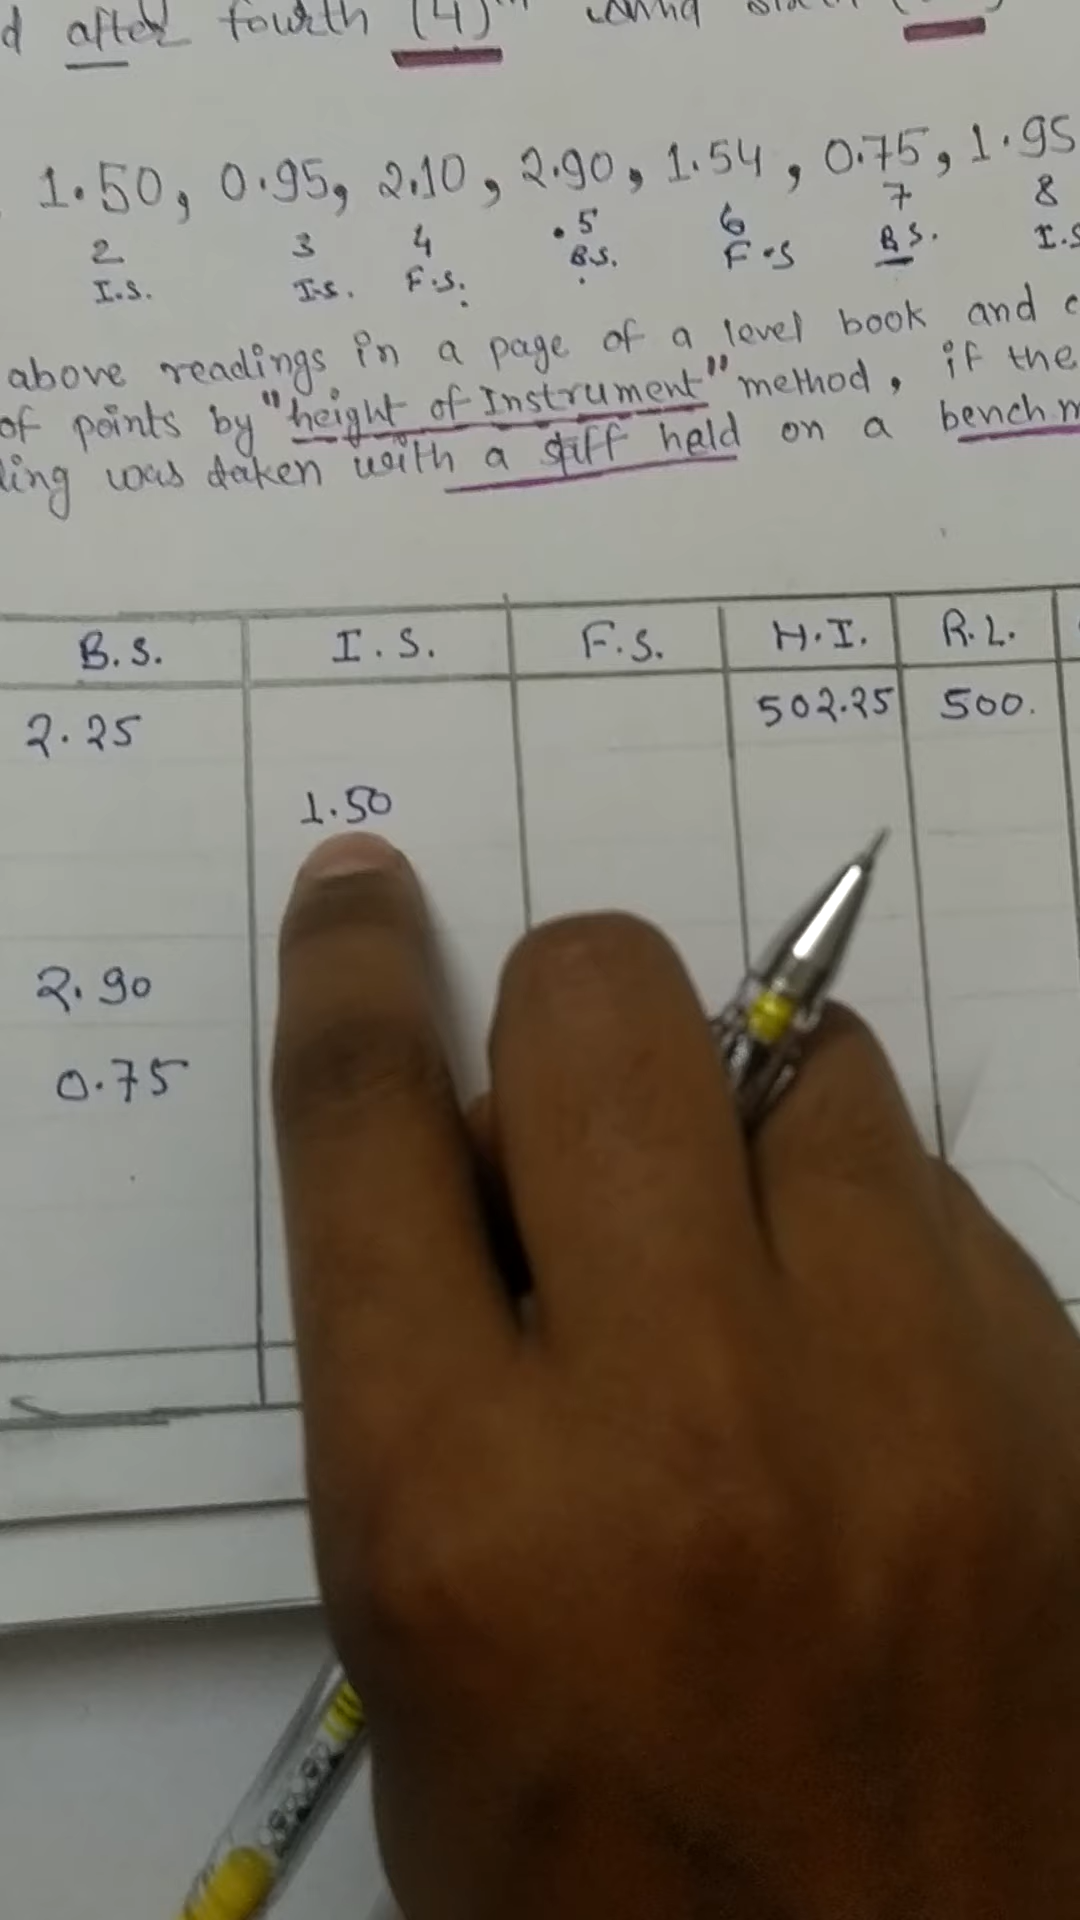 d after fourth (4)th
1.50, 0.95, 2.10, 2.90, 1.54, 0.75, 1.95
2 3 4 .5 6 7 8
I.S. I.S. F.S. B.S. F.S B.S. I.S
above readings in a page of a level book and c
of points by "height of Instrument" method, if the
ling was taken with a stiff held on a bench.m
B.S. I.S. F.S. H.I. R.L.
2.25 502.25 500.
1.50
2.90
0.75